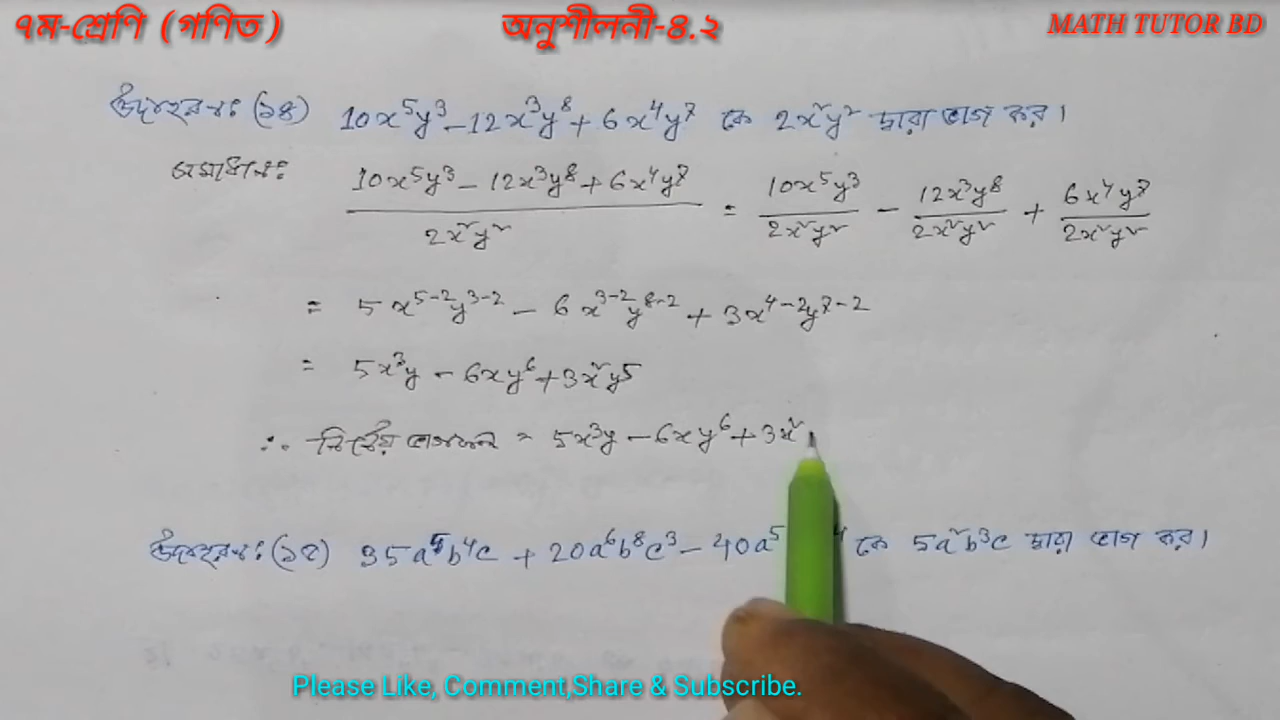 ৭ম-শ্রেণি (গণিত) অনুশীলনী-৪.২ MATH TUTOR BD
উদাহরণঃ (১৪) 10x⁵y³ – 12x³y⁸ + 6x⁴y⁷ কে 2x²y² দ্বারা ভাগ কর।
সমাধানঃ (10x⁵y³ – 12x³y⁸ + 6x⁴y⁷)/(2x²y²) = 10x⁵y³/2x²y² – 12x³y⁸/2x²y² + 6x⁴y⁷/2x²y²
= 5x⁵⁻²y³⁻² – 6x³⁻²y⁸⁻² + 3x⁴⁻²y⁷⁻²
= 5x³y – 6xy⁶ + 3x²y⁵
∴ নির্ণেয় ভাগফল = 5x³y – 6xy⁶ + 3x²
উদাহরণঃ (১৫) 35a⁵b⁴c + 20a⁶b⁸c³ – 40a⁵ ⁴ কে 5a²b³c দ্বারা ভাগ কর।
Please Like, Comment,Share & Subscribe.